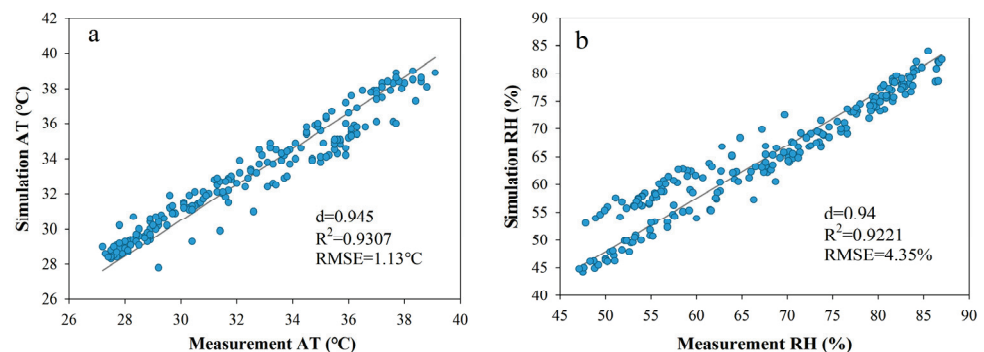 a
Simulation AT (℃)
42
40
38
36
34
32
30
28
26
d=0.945
R²=0.9307
RMSE=1.13℃
26 28 30 32 34 36 38 40
Measurement AT (℃)
b
Simulation RH (%)
90
85
80
75
70
65
60
55
50
45
40
d=0.94
R²=0.9221
RMSE=4.35%
45 50 55 60 65 70 75 80 85 90
Measurement RH (%)